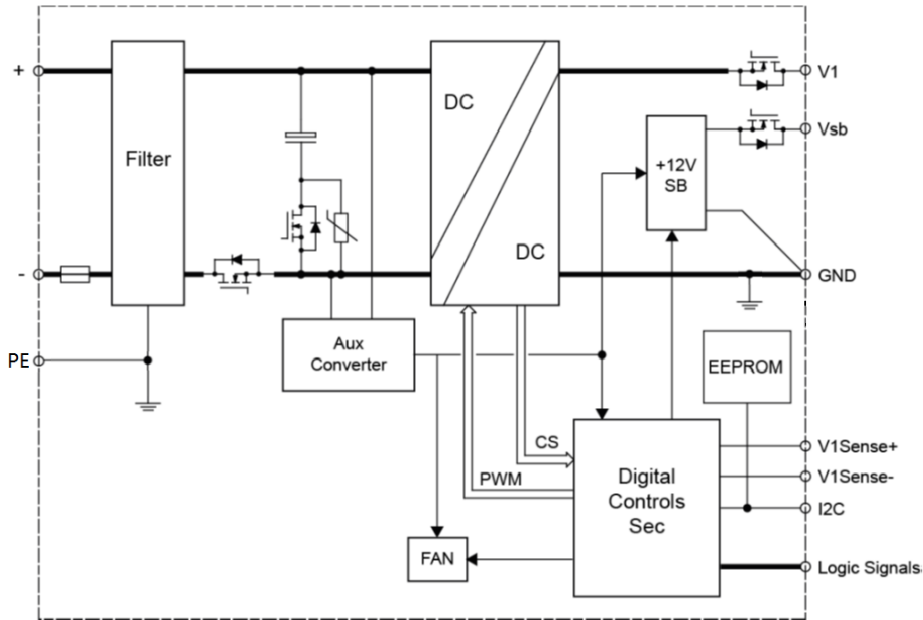 +
V1
DC
Vsb
Filter
+12V
SB
DC
-
GND
PE
Aux
Converter
EEPROM
CS
V1Sense+
PWM
Digital
Controls
Sec
V1Sense-
I2C
FAN
Logic Signals